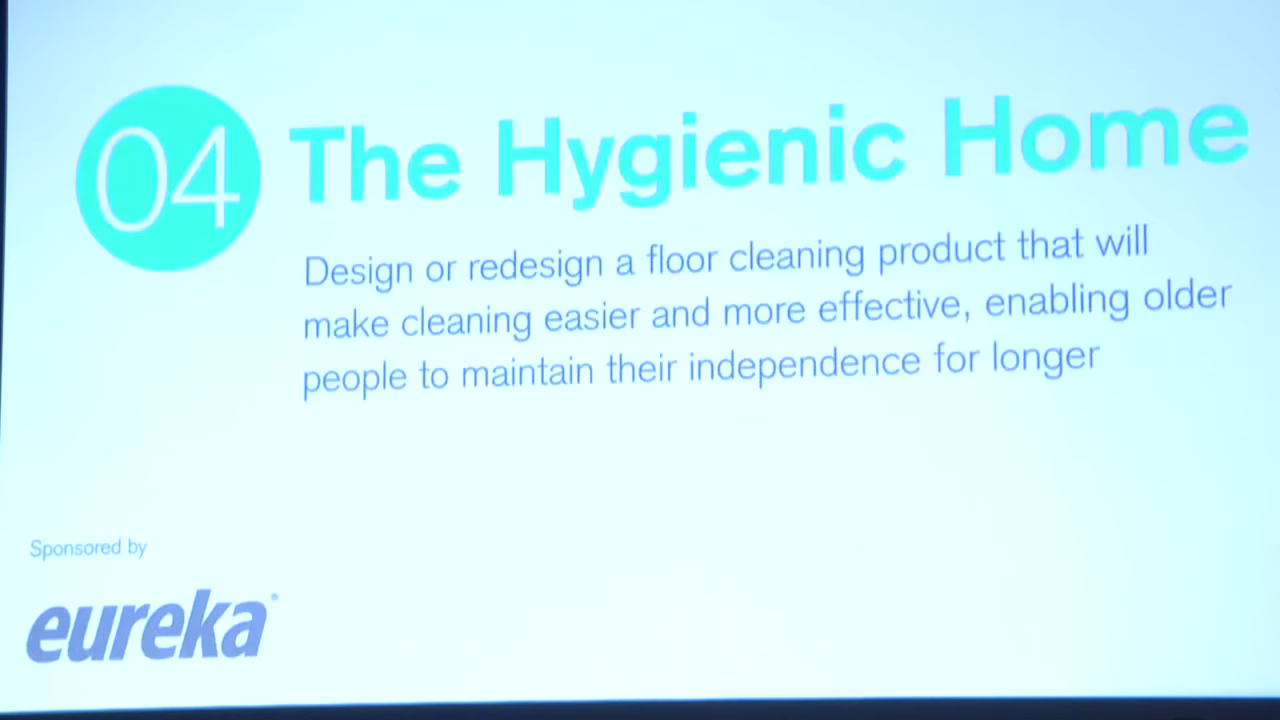 04 The Hygienic Home
Design or redesign a floor cleaning product that will
make cleaning easier and more effective, enabling older
people to maintain their independence for longer
Sponsored by
eureka®